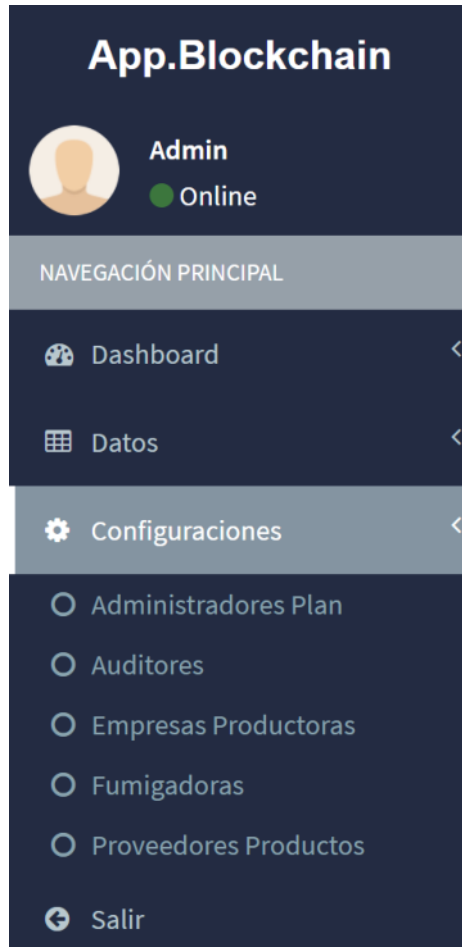 App.Blockchain
Admin
Online
NAVEGACIÓN PRINCIPAL
Dashboard
Datos
Configuraciones
Administradores Plan
Auditores
Empresas Productoras
Fumigadoras
Proveedores Productos
Salir